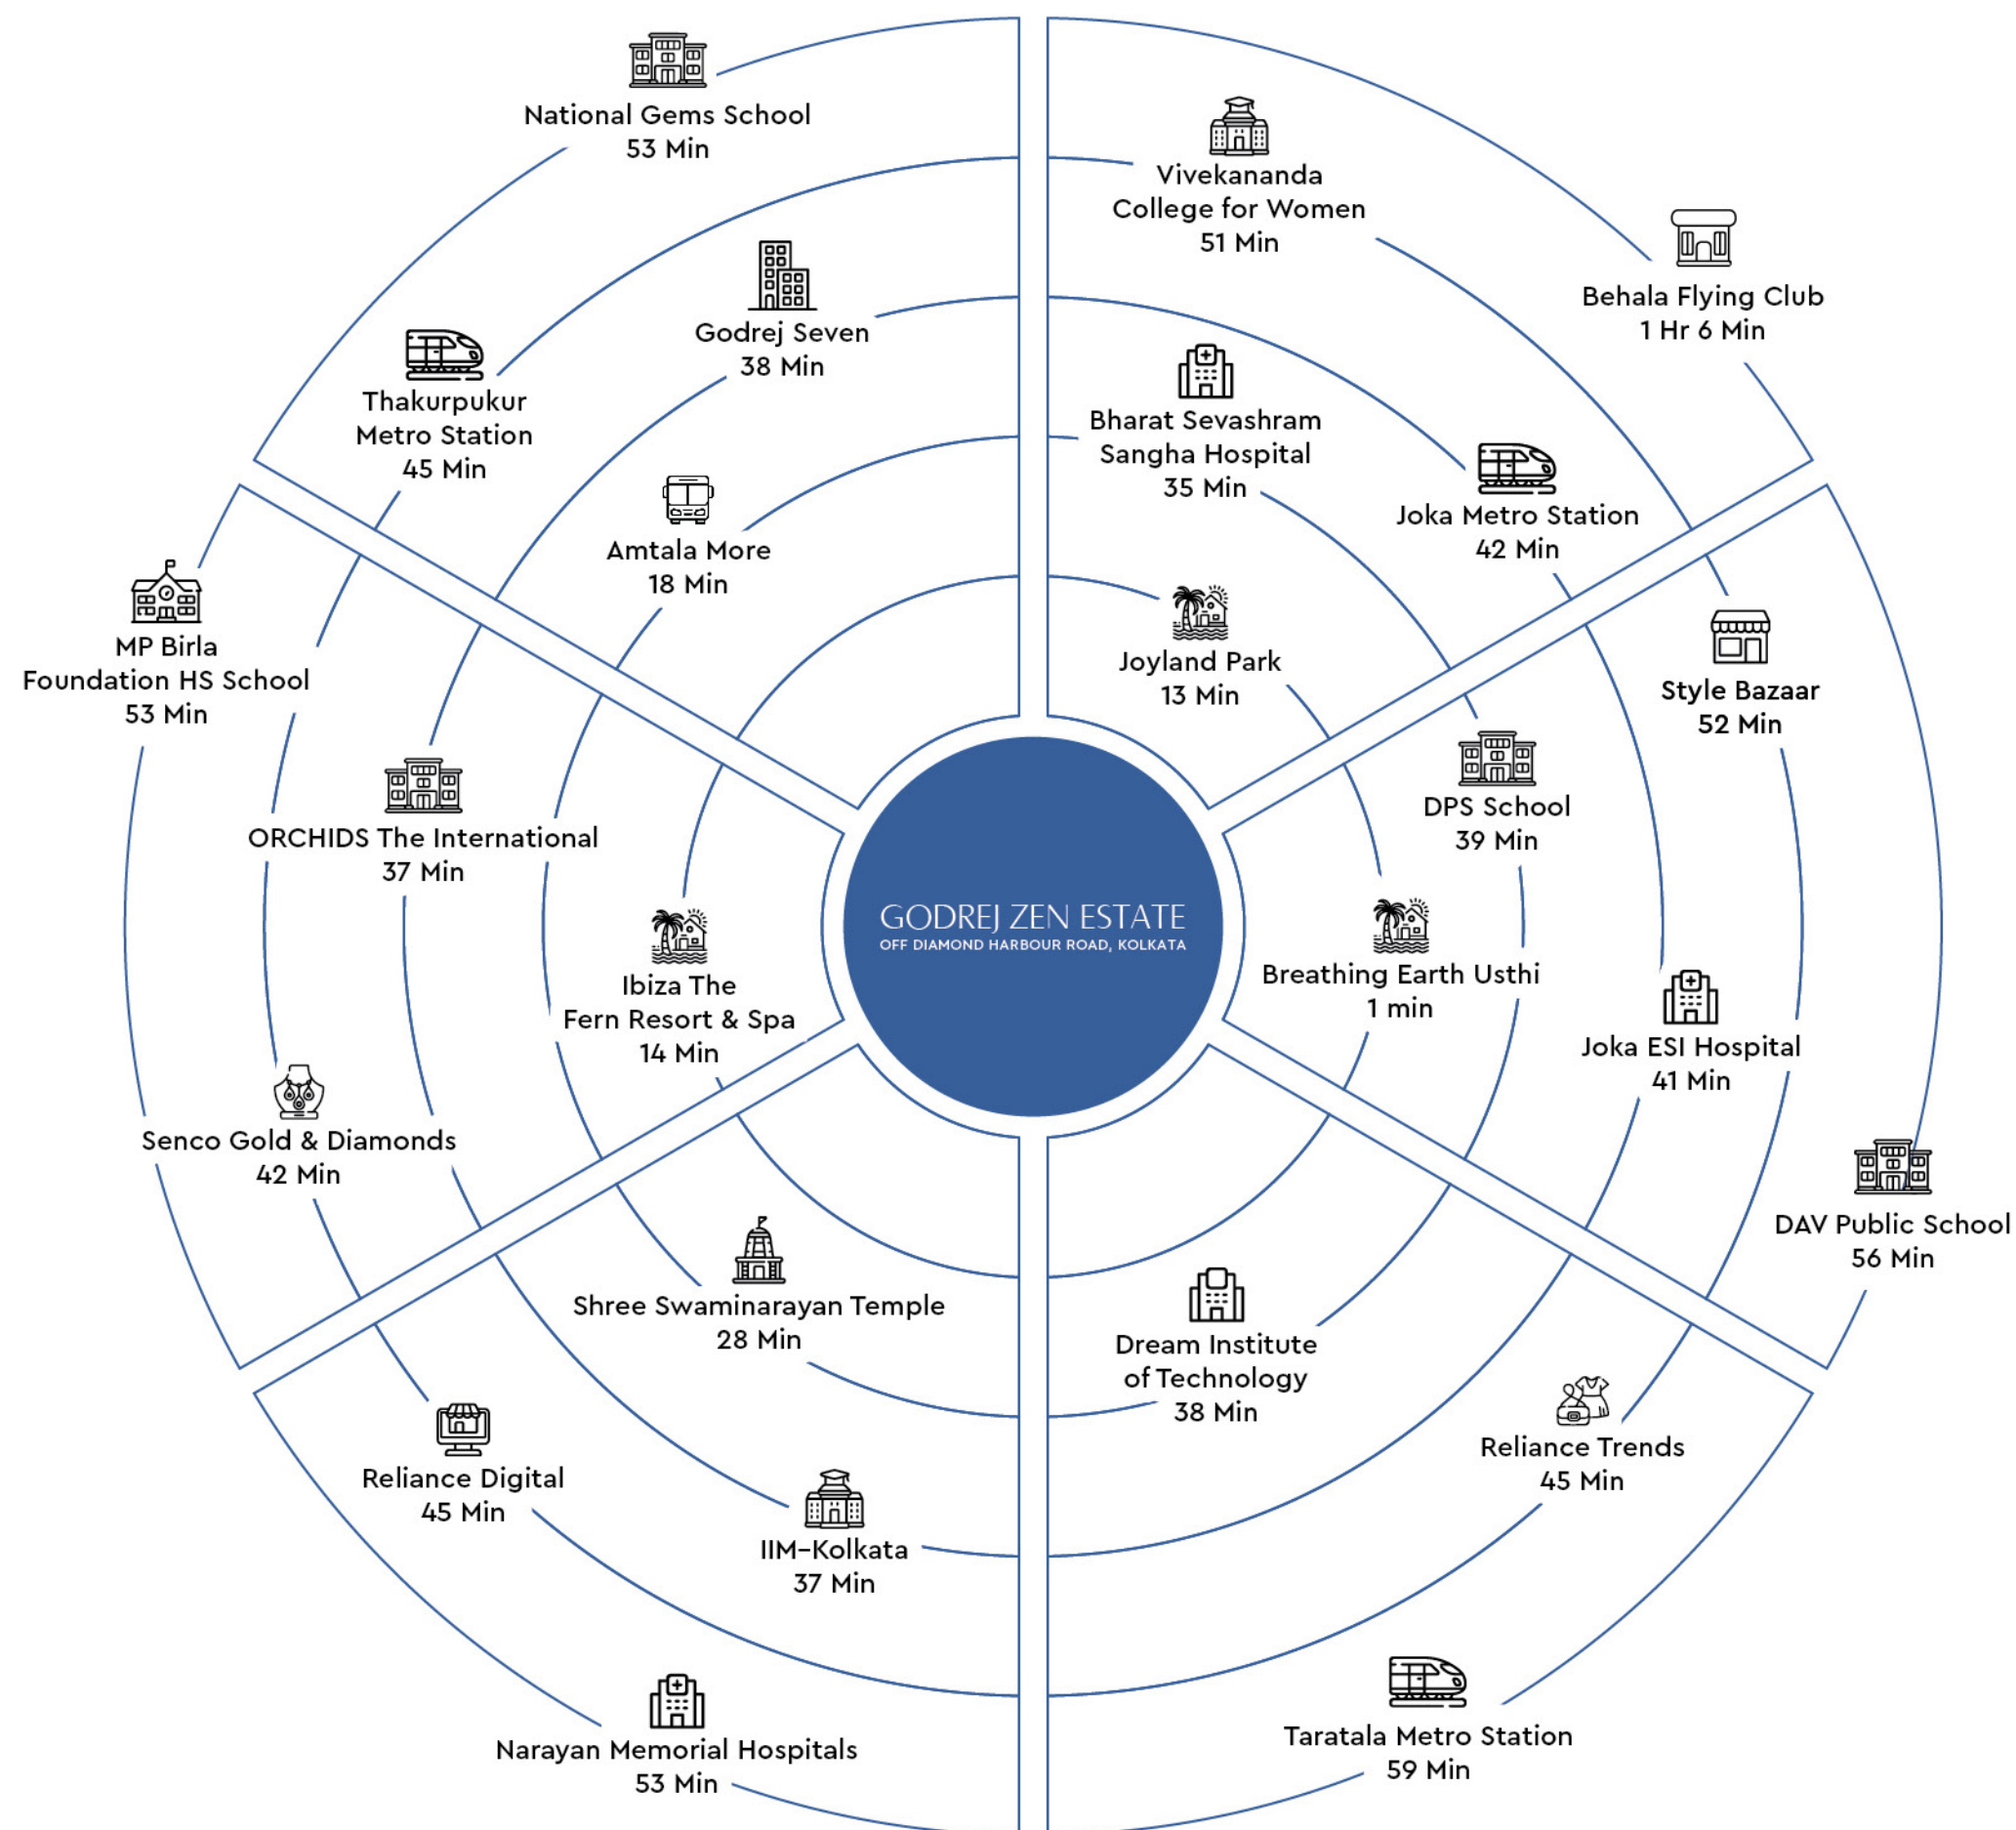 National Gems School
53 Min
Vivekananda
College for Women
51 Min
Behala Flying Club
1 Hr 6 Min
Godrej Seven
38 Min
Thakurpukur
Metro Station
45 Min
Bharat Sevashram
Sangha Hospital
35 Min
Joka Metro Station
42 Min
Amtala More
18 Min
MP Birla
Foundation HS School
53 Min
Joyland Park
13 Min
Style Bazaar
52 Min
ORCHIDS The International
37 Min
DPS School
39 Min
GODREJ ZEN ESTATE
OFF DIAMOND HARBOUR ROAD, KOLKATA
Ibiza The
Fern Resort & Spa
14 Min
Breathing Earth Usthi
1 min
Joka ESI Hospital
41 Min
Senco Gold & Diamonds
42 Min
DAV Public School
56 Min
Shree Swaminarayan Temple
28 Min
Dream Institute
of Technology
38 Min
Reliance Trends
45 Min
Reliance Digital
45 Min
IIM-Kolkata
37 Min
Narayan Memorial Hospitals
53 Min
Taratala Metro Station
59 Min